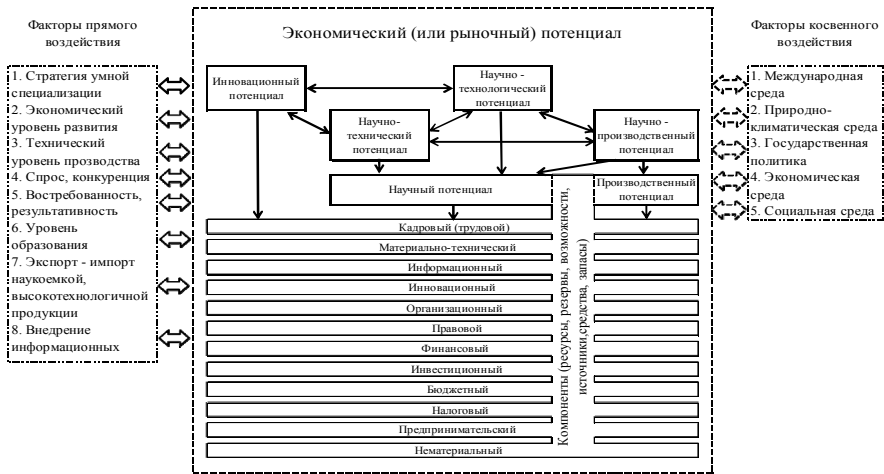 Факторы прямого
воздействия
1. Стратегия умной
специализации
2. Экономический
уровень развития
3. Технический
уровень прозводства
4. Спрос, конкуренция
5. Востребованность,
результативность
6. Уровень
образования
7. Экспорт - импорт
наукоемкой,
высокотехнологичной
продукции
8. Внедрение
информационных
Экономический (или рыночный) потенциал
Инновационный
потенциал
Научно -
технологический
потенциал
Научно-
технический
потенциал
Научно -
производственный
потенциал
Научный потенциал
Производственный
потенциал
Кадровый (трудовой)
Материально-технический
Информационный
Инновационный
Организационный
Правовой
Финансовый
Инвестиционный
Бюджетный
Налоговый
Предпринимательский
Нематериальный
Компоненты (ресурсы, резервы, возможности,
источники,средства, запасы)
Факторы косвенного
воздействия
1. Международная
среда
2. Природно-
климатическая среда
3. Государственная
политика
4. Экономическая
среда
5. Социальная среда